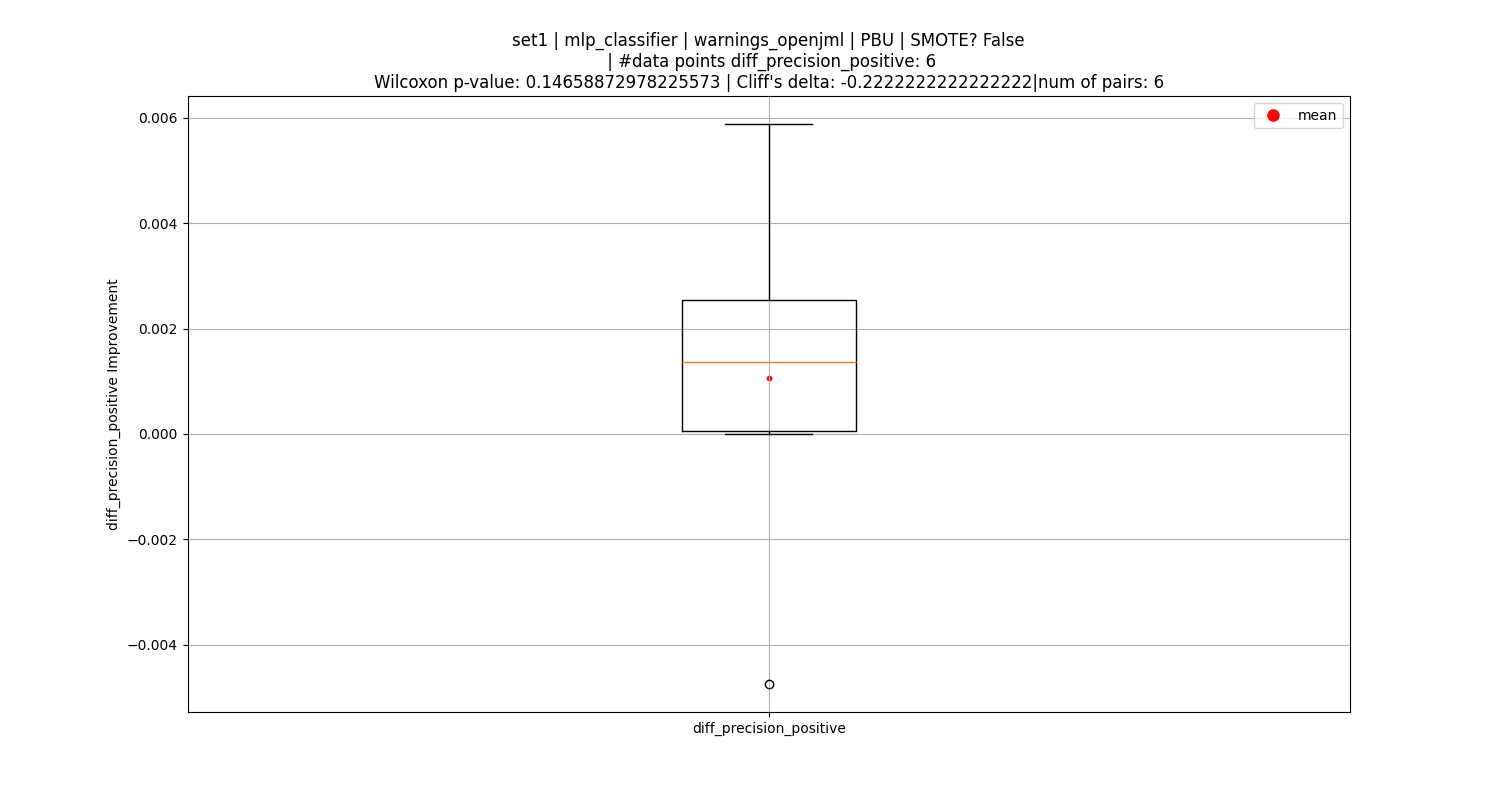 set1 | mlp_classifier | warnings_openjml | PBU | SMOTE? False
| #data points diff_precision_positive: 6
Wilcoxon p-value: 0.14658872978225573 | Cliff's delta: -0.2222222222222222|num of pairs: 6
mean
0.006
0.004
0.002
0.000
−0.002
−0.004
diff_precision_positive Improvement
diff_precision_positive